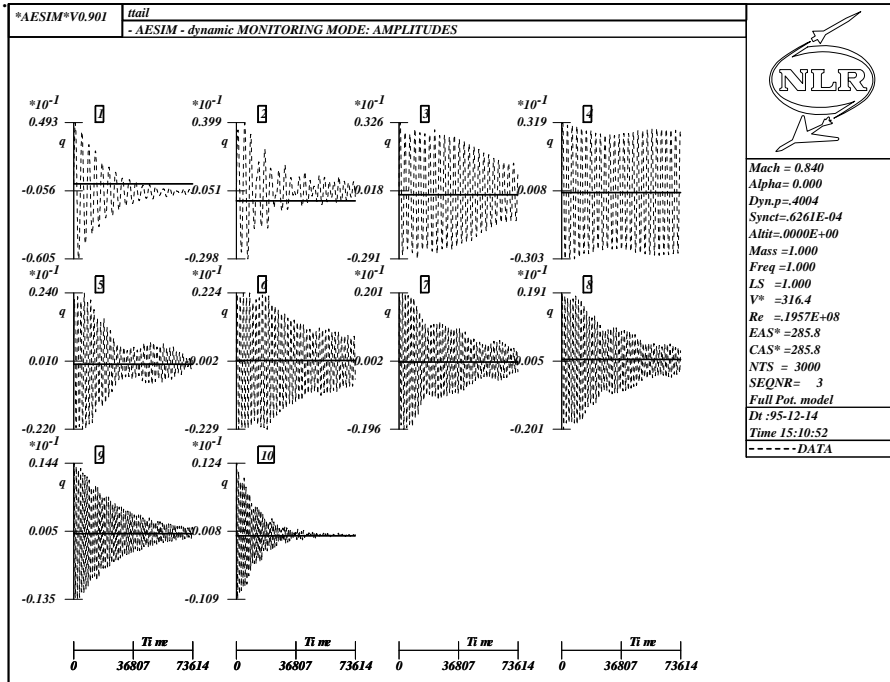 *AESIM*V0.901
ttail
- AESIM - dynamic MONITORING MODE: AMPLITUDES
NLR
Mach = 0.840
Alpha= 0.000
Dyn.p=.4004
Synct=.6261E-04
Altit=.0000E+00
Mass =1.000
Freq =1.000
LS =1.000
V* =316.4
Re =.1957E+08
EAS* =285.8
CAS* =285.8
NTS = 3000
SEQNR= 3
Full Pot. model
Dt :95-12-14
Time 15:10:52
DATA
*10-1 1 *10-1 2 *10-1 3 *10-1 4
0.493 0.399 0.326 0.319
q q q q
-0.056 -0.051 0.018 0.008
-0.605 -0.298 -0.291 -0.303
*10-1 5 *10-1 6 *10-1 7 *10-1 8
0.240 0.224 0.201 0.191
q q q q
0.010 -0.002 0.002 -0.005
-0.220 -0.229 -0.196 -0.201
*10-1 9 *10-1 10
0.144 0.124
q q
0.005 0.008
-0.135 -0.109
Time Time Time Time
0 36807 73614 0 36807 73614 0 36807 73614 0 36807 73614